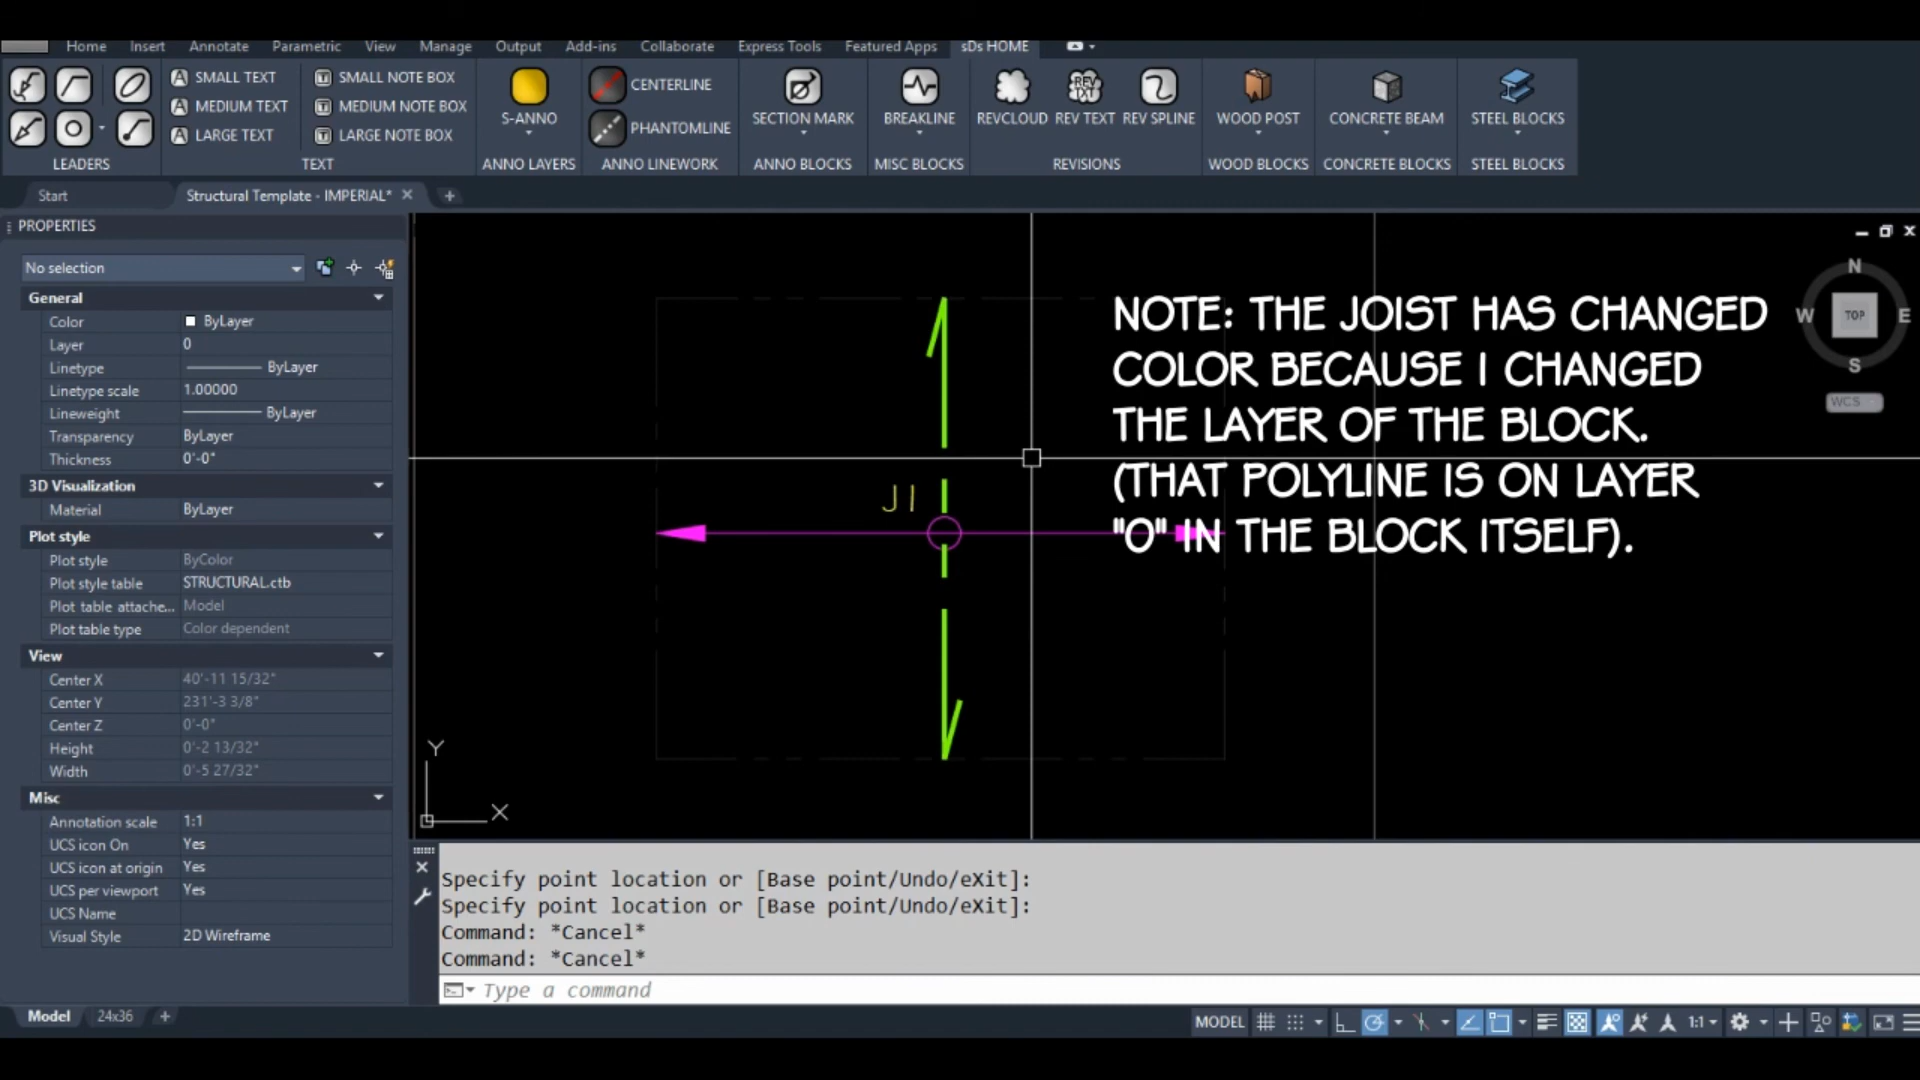 Home Insert Annotate Parametric View Manage Output Add-ins Collaborate Express Tools Featured Apps sDs HOME
SMALL TEXT SMALL NOTE BOX
MEDIUM TEXT MEDIUM NOTE BOX
LARGE TEXT LARGE NOTE BOX
S-ANNO
CENTERLINE
PHANTOMLINE
SECTION MARK BREAKLINE REVCLOUD REV TEXT REV SPLINE WOOD POST CONCRETE BEAM STEEL BLOCKS
LEADERS TEXT ANNO LAYERS ANNO LINEWORK ANNO BLOCKS MISC BLOCKS REVISIONS WOOD BLOCKS CONCRETE BLOCKS STEEL BLOCKS
Start Structural Template - IMPERIAL*
PROPERTIES
No selection
General
Color ByLayer
Layer 0
Linetype ByLayer
Linetype scale 1.00000
Lineweight ByLayer
Transparency ByLayer
Thickness 0'-0"
3D Visualization
Material ByLayer
Plot style
Plot style ByColor
Plot style table STRUCTURAL.ctb
Plot table attache... Model
Plot table type Color dependent
View
Center X 40'-11 15/32"
Center Y 231'-3 3/8"
Center Z 0'-0"
Height 0'-2 13/32"
Width 0'-5 27/32"
Misc
Annotation scale 1:1
UCS icon On Yes
UCS icon at origin Yes
UCS per viewport Yes
UCS Name
Visual Style 2D Wireframe
J1
NOTE: THE JOIST HAS CHANGED
COLOR BECAUSE I CHANGED
THE LAYER OF THE BLOCK.
(THAT POLYLINE IS ON LAYER
"0" IN THE BLOCK ITSELF).
N
W TOP E
S
WCS
Y
X
Specify point location or [Base point/Undo/eXit]:
Specify point location or [Base point/Undo/eXit]:
Command: *Cancel*
Command: *Cancel*
Type a command
Model 24x36
MODEL 1:1